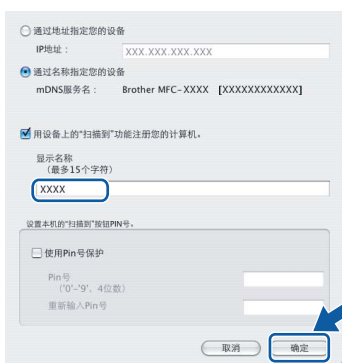 通过地址指定您的设备
IP地址： XXX.XXX.XXX.XXX
通过名称指定您的设备
mDNS服务名： Brother MFC-XXXX [XXXXXXXXXXXX]
用设备上的“扫描到”功能注册您的计算机。
显示名称
（最多15个字符）
XXXX
设置本机的“扫描到”按钮PIN号。
使用Pin号保护
Pin号
（'0'-'9'，4位数）
重新输入Pin号
取消 确定